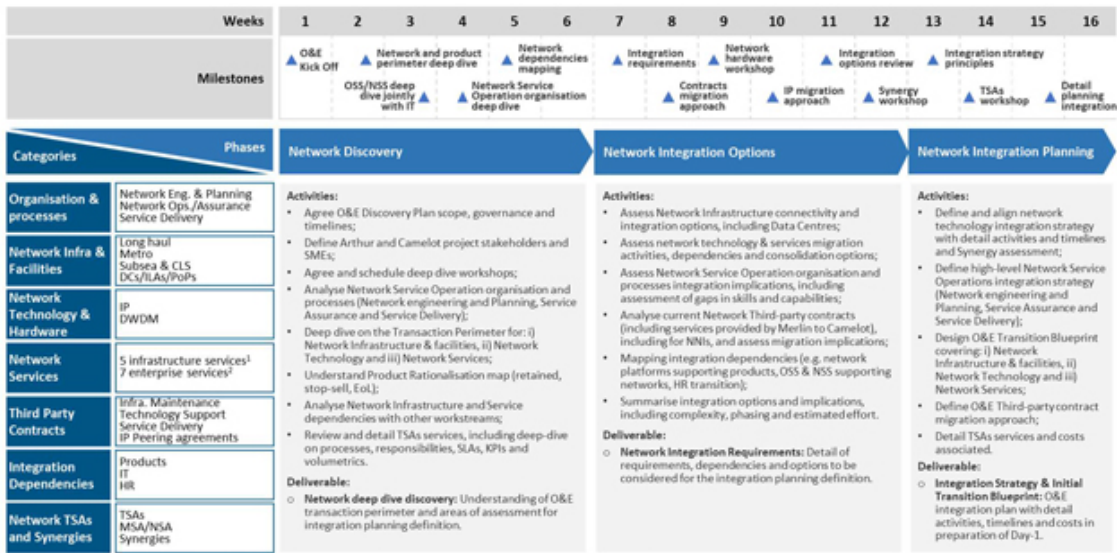 Weeks
1 2 3 4 5 6 7 8 9 10 11 12 13 14 15 16
Milestones
O&E
Kick Off
Network and product
perimeter deep dive
Network
dependencies
mapping
Integration
requirements
Network
hardware
workshop
Integration
options review
Integration strategy
principles
OSS/NSS deep
dive jointly
with IT
Network Service
Operation organisation
deep dive
Contracts
migration
approach
IP migration
approach
Synergy
workshop
TSAs
workshop
Detail
planning
integration
Phases
Categories
Network Discovery
Network Integration Options
Network Integration Planning
Organisation &
processes
Network Eng. & Planning
Network Ops./Assurance
Service Delivery
Network Infra &
Facilities
Long haul
Metro
Subsea & CLS
DCs/ILAs/PoPs
Network
Technology &
Hardware
IP
DWDM
Network
Services
5 infrastructure services¹
7 enterprise services²
Third Party
Contracts
Infra. Maintenance
Technology Support
Service Delivery
IP Peering agreements
Integration
Dependencies
Products
IT
HR
Network TSAs
and Synergies
TSAs
MSA/NSA
Synergies
Activities:
• Agree O&E Discovery Plan scope, governance and
timelines;
• Define Arthur and Camelot project stakeholders and
SMEs;
• Agree and schedule deep dive workshops;
• Analyse Network Service Operation organisation and
processes (Network engineering and Planning, Service
Assurance and Service Delivery);
• Deep dive on the Transaction Perimeter for: i)
Network Infrastructure & facilities, ii) Network
Technology and iii) Network Services;
• Understand Product Rationalisation map (retained,
stop-sell, EoL);
• Analyse Network Infrastructure and Service
dependencies with other workstreams;
• Review and detail TSAs services, including deep-dive
on processes, responsibilities, SLAs, KPIs and
volumetrics.
Deliverable:
○ Network deep dive discovery: Understanding of O&E
transaction perimeter and areas of assessment for
integration planning definition.
Activities:
• Assess Network Infrastructure connectivity and
integration options, including Data Centres;
• Assess network technology & services migration
activities, dependencies and consolidation options;
• Assess Network Service Operation organisation and
processes integration implications, including
assessment of gaps in skills and capabilities;
• Analyse current Network Third-party contracts
(including services provided by Merlin to Camelot),
including for NNIs, and assess migration implications;
• Mapping integration dependencies (e.g. network
platforms supporting products, OSS & NSS supporting
networks, HR transition);
• Summarise integration options and implications,
including complexity, phasing and estimated effort.
Deliverable:
○ Network Integration Requirements: Detail of
requirements, dependencies and options to be
considered for the integration planning definition.
Activities:
• Define and align network
technology integration strategy
with detail activities and timelines
and Synergy assessment;
• Define high-level Network Service
Operations integration strategy
(Network engineering and
Planning, Service Assurance and
Service Delivery);
• Design O&E Transition Blueprint
covering: i) Network
Infrastructure & facilities, ii)
Network Technology and iii)
Network Services;
• Define O&E Third-party contract
migration approach;
• Detail TSAs services and costs
associated.
Deliverable:
○ Integration Strategy & Initial
Transition Blueprint: O&E
integration plan with detail
activities, timelines and costs in
preparation of Day-1.